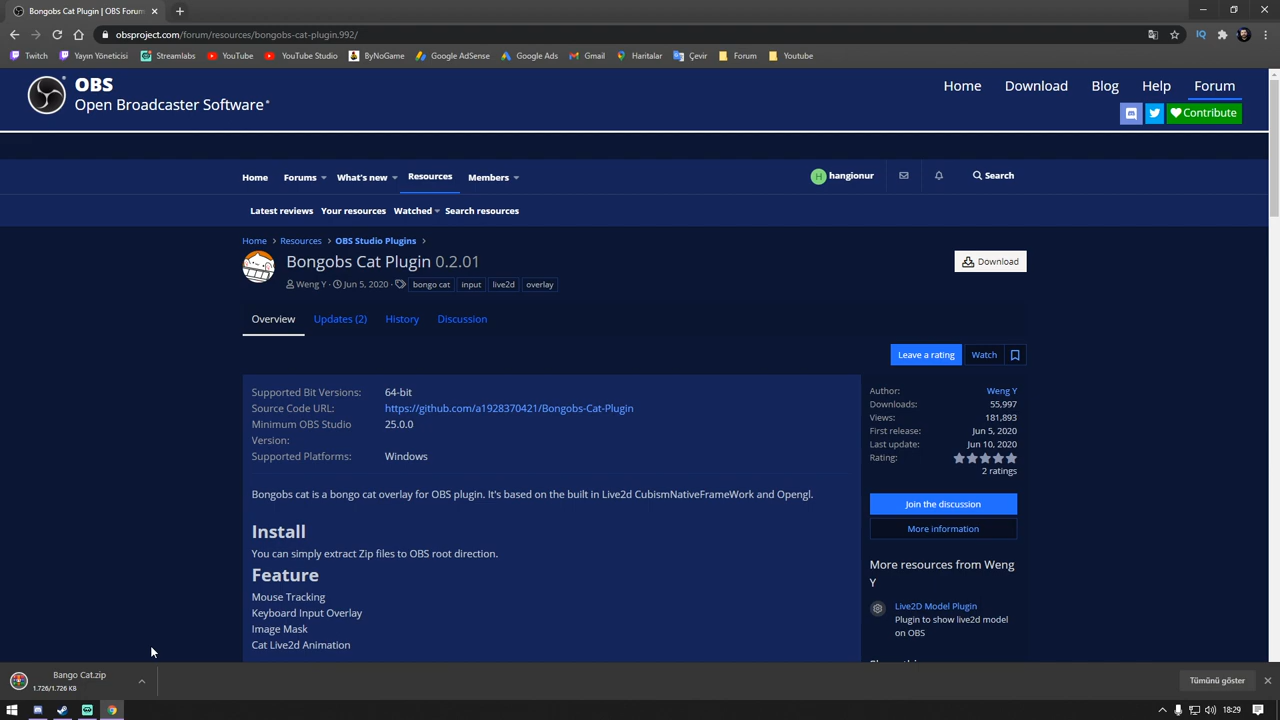 Bongobs Cat Plugin | OBS Forum
obsproject.com/forum/resources/bongobs-cat-plugin.992/
Twitch Yayın Yöneticisi Streamlabs YouTube YouTube Studio ByNoGame Google AdSense Google Ads Gmail Haritalar Çevir Forum Youtube
OBS
Open Broadcaster Software
Home Download Blog Help Forum
Contribute
Home Forums What's new Resources Members
H hangionur Search
Latest reviews Your resources Watched Search resources
Home Resources OBS Studio Plugins
Bongobs Cat Plugin 0.2.01
Download
Weng Y Jun 5, 2020 bongo cat input live2d overlay
Overview Updates (2) History Discussion
Leave a rating Watch
Supported Bit Versions: 64-bit
Source Code URL: https://github.com/a1928370421/Bongobs-Cat-Plugin
Minimum OBS Studio 25.0.0
Version:
Supported Platforms: Windows
Bongobs cat is a bongo cat overlay for OBS plugin. It's based on the built in Live2d CubismNativeFrameWork and Opengl.
Install
You can simply extract Zip files to OBS root direction.
Feature
Mouse Tracking
Keyboard Input Overlay
Image Mask
Cat Live2d Animation
Author: Weng Y
Downloads: 55,997
Views: 181,893
First release: Jun 5, 2020
Last update: Jun 10, 2020
Rating:
2 ratings
Join the discussion
More information
More resources from Weng
Y
Live2D Model Plugin
Plugin to show live2d model
on OBS
Bango Cat.zip
1.726/1.726 KB
Tümünü göster
18:29